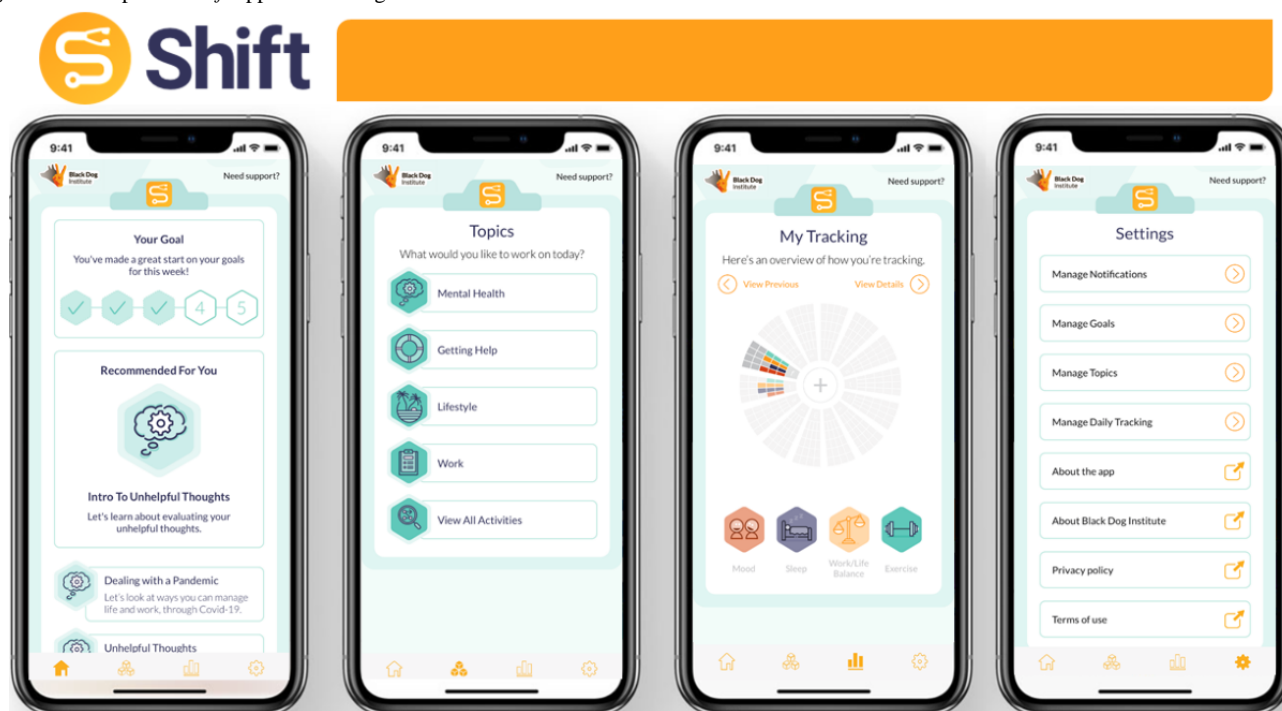 Shift
9:41
Black Dog
Institute
Need support?
Your Goal
You've made a great start on your goals
for this week!
4 5
Recommended For You
Intro To Unhelpful Thoughts
Let's learn about evaluating your
unhelpful thoughts.
Dealing with a Pandemic
Let's look at ways you can manage
life and work, through Covid-19.
Unhelpful Thoughts
9:41
Black Dog
Institute
Need support?
Topics
What would you like to work on today?
Mental Health
Getting Help
Lifestyle
Work
View All Activities
9:41
Black Dog
Institute
Need support?
My Tracking
Here's an overview of how you're tracking.
View Previous View Details
Mood Sleep Work/Life Exercise
Balance
9:41
Black Dog
Institute
Need support?
Settings
Manage Notifications
Manage Goals
Manage Topics
Manage Daily Tracking
About the app
About Black Dog Institute
Privacy policy
Terms of use